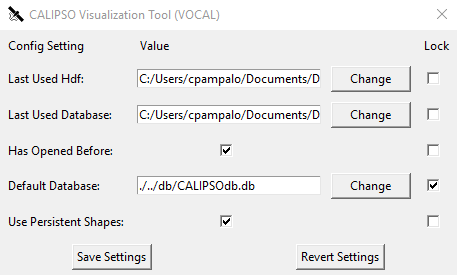 CALIPSO Visualization Tool (VOCAL)
Config Setting Value Lock
Last Used Hdf: C:/Users/cpampalo/Documents/D Change
Last Used Database: C:/Users/cpampalo/Documents/D Change
Has Opened Before:
Default Database: ./../db/CALIPSOdb.db Change
Use Persistent Shapes:
Save Settings Revert Settings